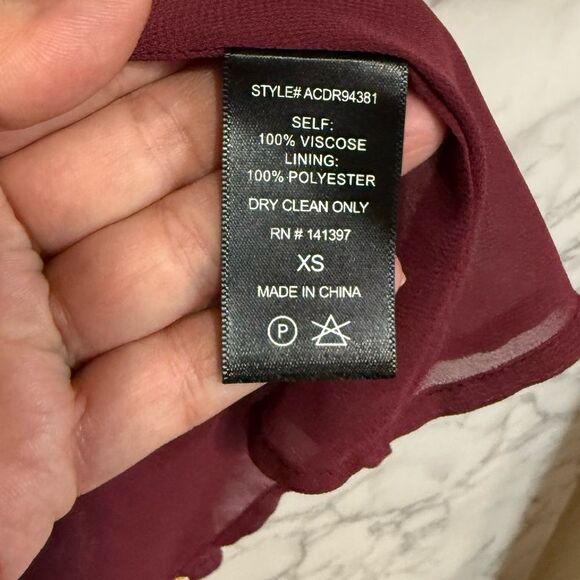 STYLE# ACDR94381
SELF:
100% VISCOSE
LINING:
100% POLYESTER
DRY CLEAN ONLY
RN # 141397
XS
MADE IN CHINA
P